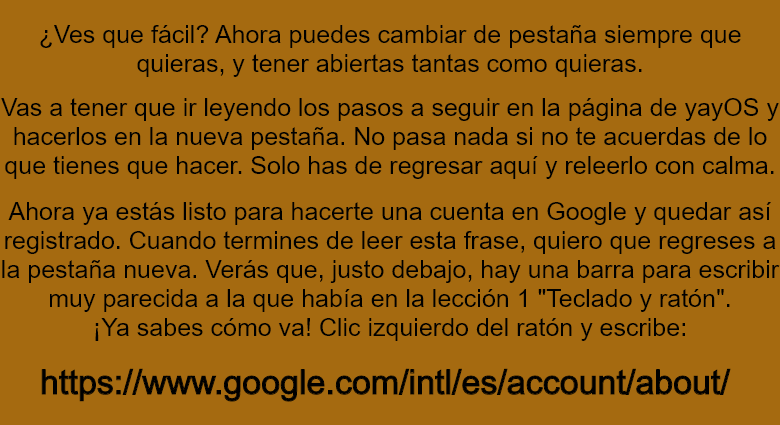 ¿Ves que fácil? Ahora puedes cambiar de pestaña siempre que
quieras, y tener abiertas tantas como quieras.
Vas a tener que ir leyendo los pasos a seguir en la página de yayOS y
hacerlos en la nueva pestaña. No pasa nada si no te acuerdas de lo
que tienes que hacer. Solo has de regresar aquí y releerlo con calma.
Ahora ya estás listo para hacerte una cuenta en Google y quedar así
registrado. Cuando termines de leer esta frase, quiero que regreses a
la pestaña nueva. Verás que, justo debajo, hay una barra para escribir
muy parecida a la que había en la lección 1 "Teclado y ratón".
¡Ya sabes cómo va! Clic izquierdo del ratón y escribe:
https://www.google.com/intl/es/account/about/